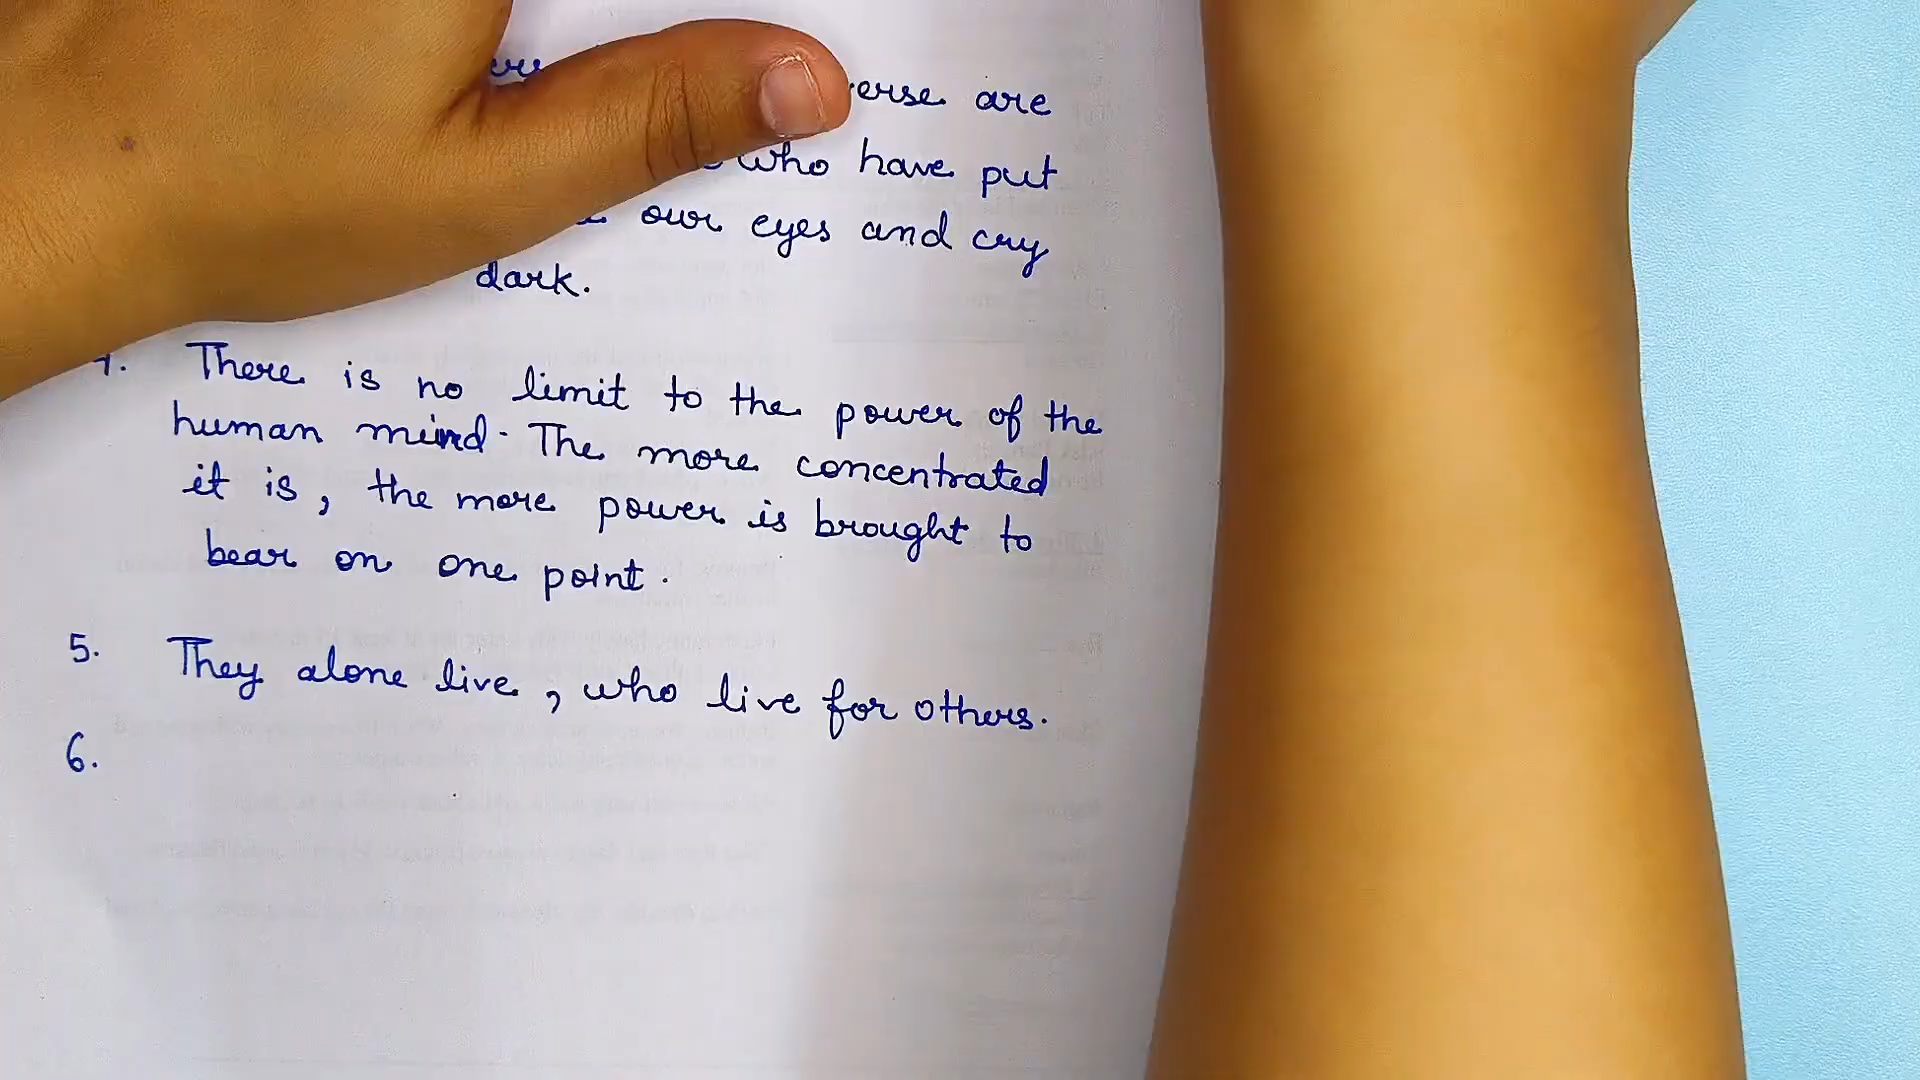 are
who have put
our eyes and cry
dark.
There is no limit to the power of the
human mind. The more concentrated
it is, the more power is brought to
bear on one point.
5. They alone live, who live for others.
6.